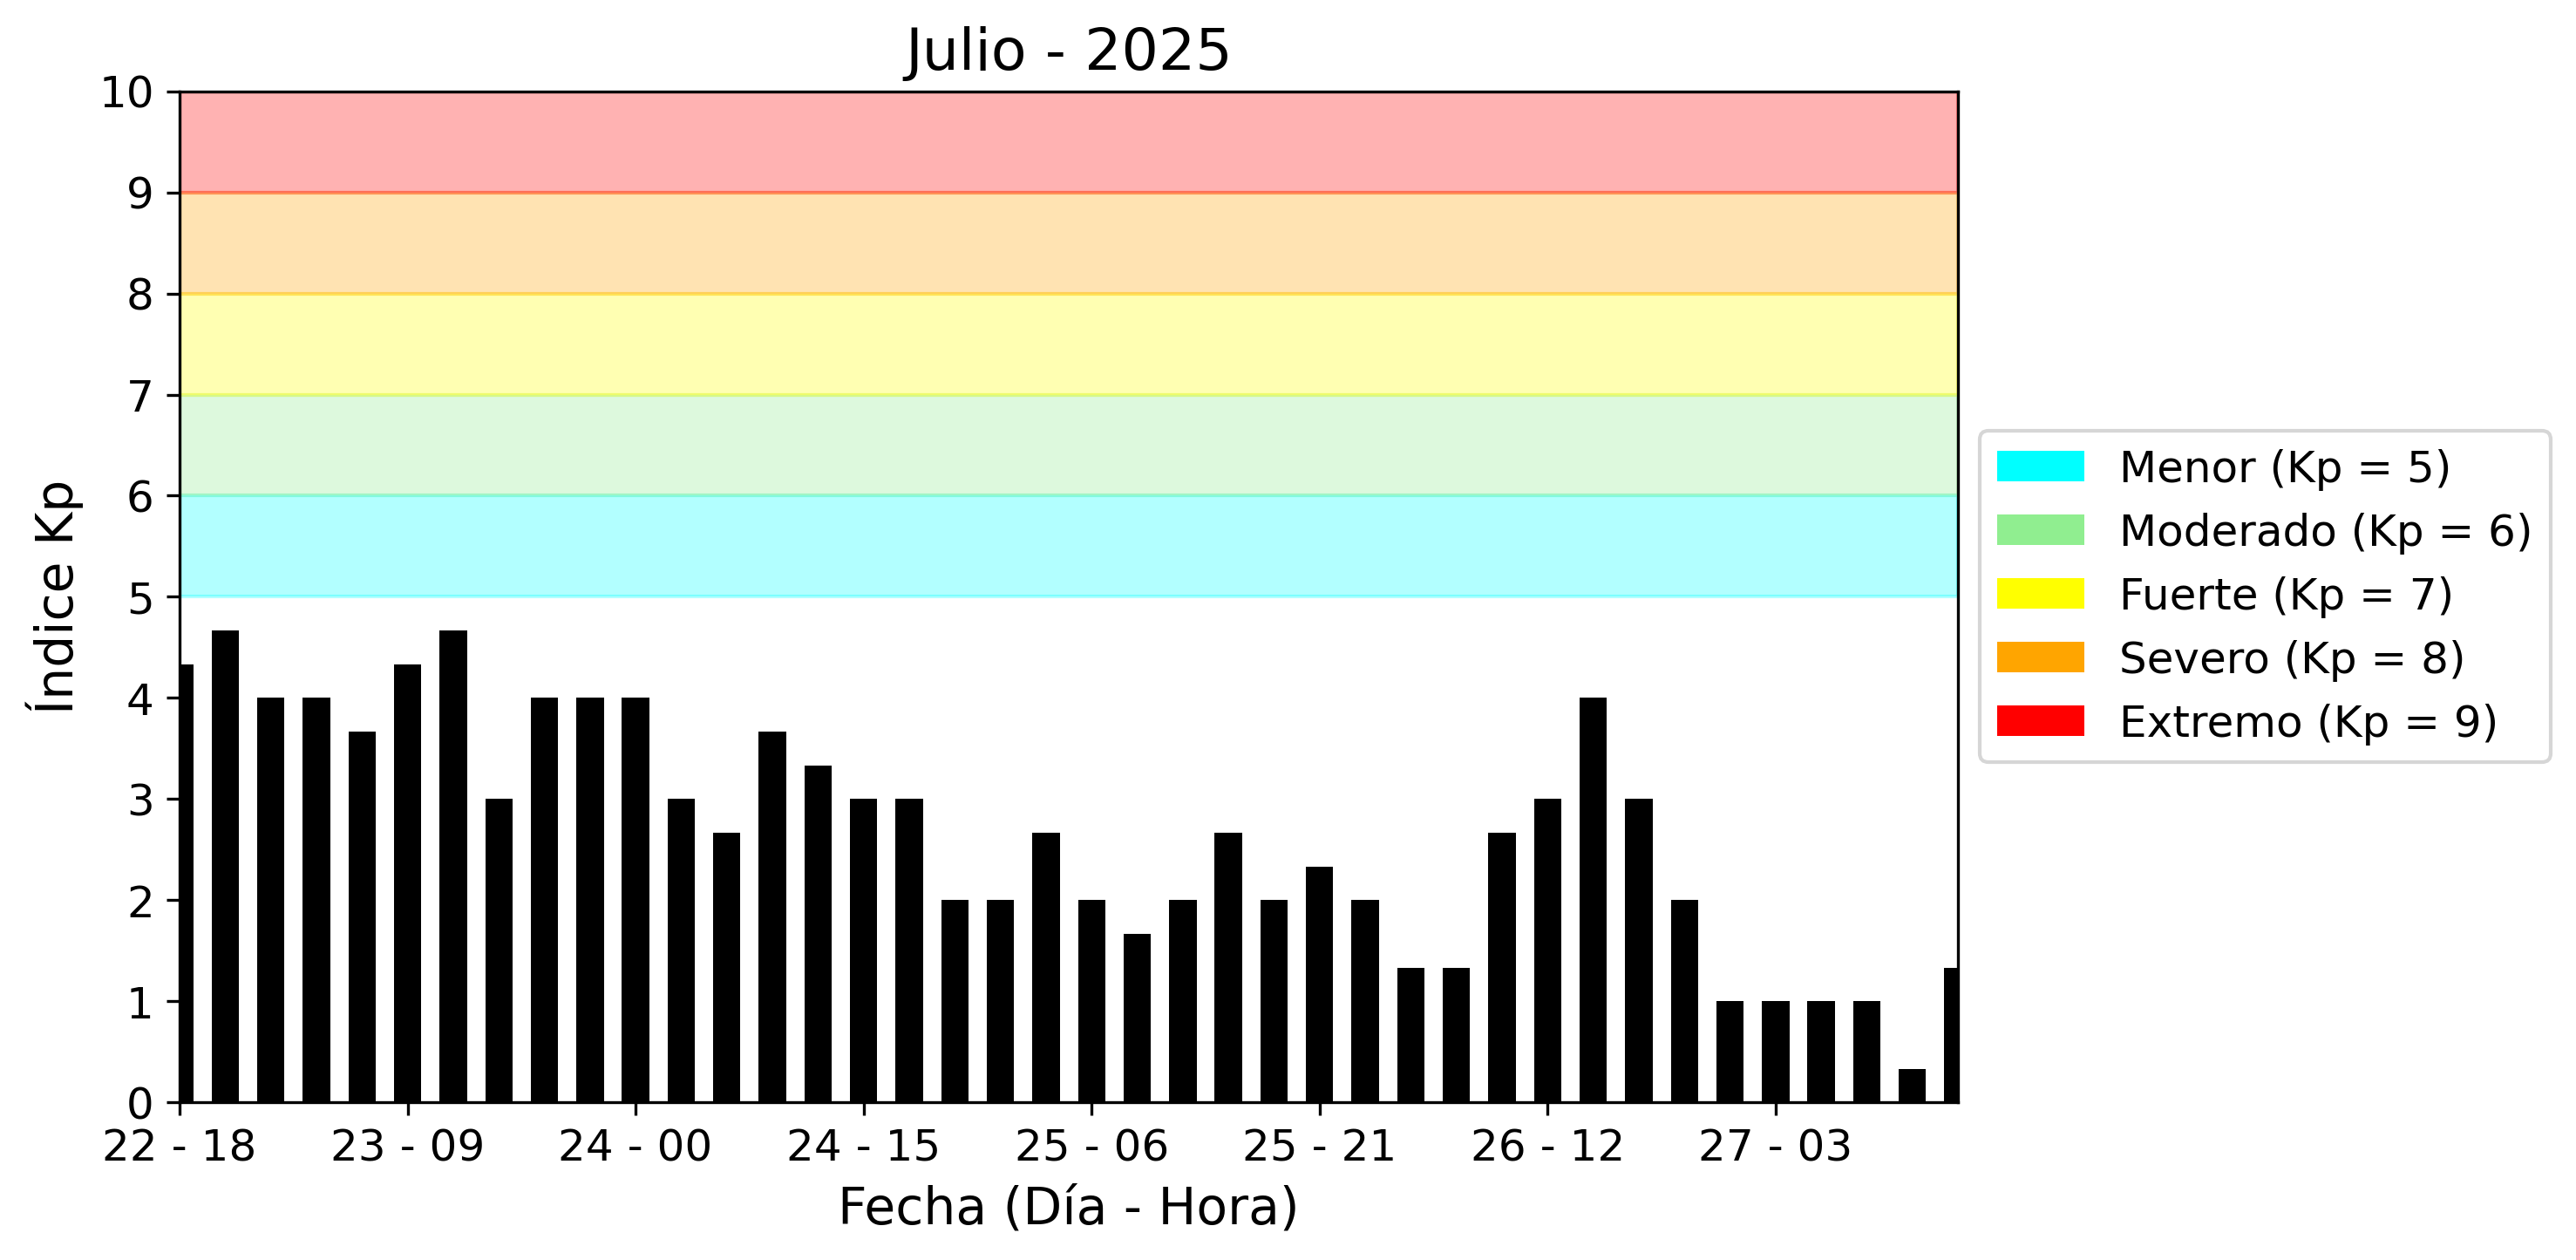 Julio - 2025
10
9
8
7
6
5
4
3
2
1
0
Índice Kp
22 - 18
23 - 09
24 - 00
24 - 15
25 - 06
25 - 21
26 - 12
27 - 03
Fecha (Día - Hora)
Menor (Kp = 5)
Moderado (Kp = 6)
Fuerte (Kp = 7)
Severo (Kp = 8)
Extremo (Kp = 9)